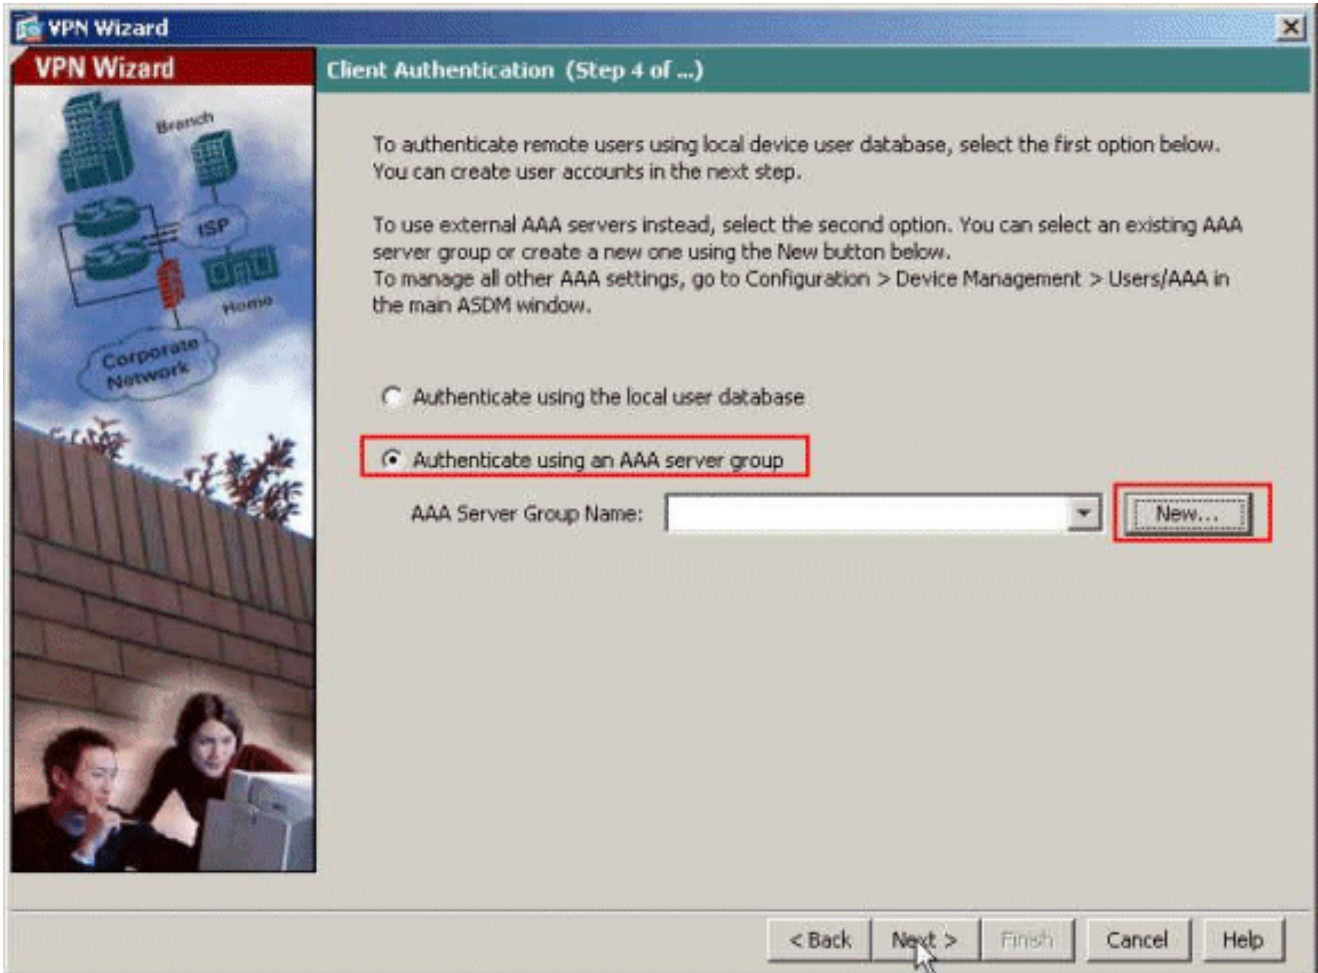 VPN Wizard
VPN Wizard
Client Authentication (Step 4 of ...)
Branch
ISP
Home
Corporate
Network
To authenticate remote users using local device user database, select the first option below.
You can create user accounts in the next step.
To use external AAA servers instead, select the second option. You can select an existing AAA
server group or create a new one using the New button below.
To manage all other AAA settings, go to Configuration > Device Management > Users/AAA in
the main ASDM window.
Authenticate using the local user database
Authenticate using an AAA server group
AAA Server Group Name:
New...
< Back
Next >
Finish
Cancel
Help